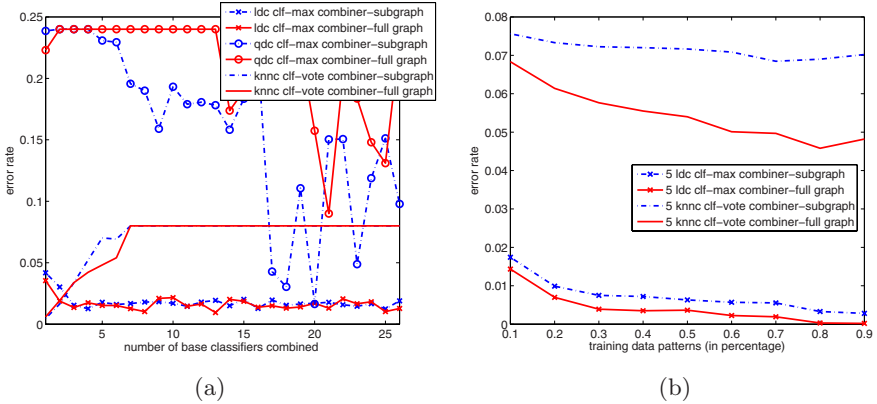 ldc clf−max combiner−subgraph
ldc clf−max combiner−full graph
qdc clf−max combiner−subgraph
qdc clf−max combiner−full graph
knnc clf−vote combiner−subgraph
knnc clf−vote combiner−full graph
0.25
0.2
0.15
0.1
0.05
0
error rate
5
10
15
20
25
number of base classifiers combined
(a)
0.08
0.07
0.06
0.05
0.04
0.03
0.02
0.01
0
error rate
5 ldc clf−max combiner−subgraph
5 ldc clf−max combiner−full graph
5 knnc clf−vote combiner−subgraph
5 knnc clf−vote combiner−full graph
0.1
0.2
0.3
0.4
0.5
0.6
0.7
0.8
0.9
training data patterns (in percentage)
(b)